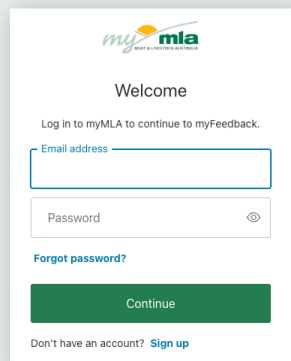 my mla
MEAT & LIVESTOCK AUSTRALIA
Welcome
Log in to myMLA to continue to myFeedback.
Email address
Password
Forgot password?
Continue
Don't have an account? Sign up